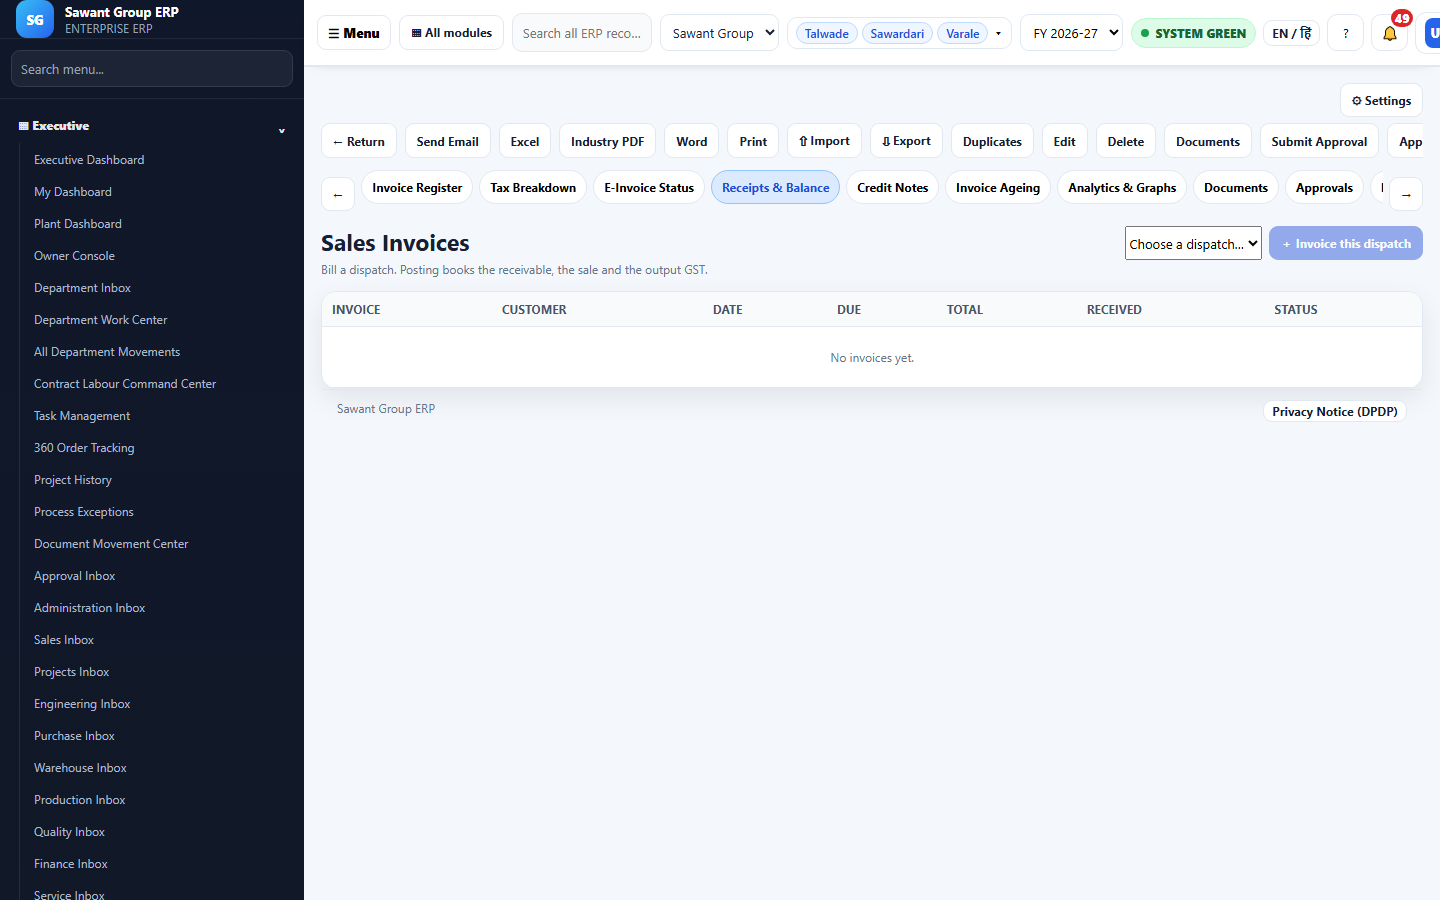 SG
Sawant Group ERP
ENTERPRISE ERP
Search menu...
Executive
Executive Dashboard
My Dashboard
Plant Dashboard
Owner Console
Department Inbox
Department Work Center
All Department Movements
Contract Labour Command Center
Task Management
360 Order Tracking
Project History
Process Exceptions
Document Movement Center
Approval Inbox
Administration Inbox
Sales Inbox
Projects Inbox
Engineering Inbox
Purchase Inbox
Warehouse Inbox
Production Inbox
Quality Inbox
Finance Inbox
Service Inbox
☰ Menu
All modules
Search all ERP reco...
Sawant Group
Talwade
Sawardari
Varale
FY 2026-27
SYSTEM GREEN
EN / हिं
?
49
U
⚙ Settings
← Return
Send Email
Excel
Industry PDF
Word
Print
⇧ Import
⇩ Export
Duplicates
Edit
Delete
Documents
Submit Approval
App
←
Invoice Register
Tax Breakdown
E-Invoice Status
Receipts & Balance
Credit Notes
Invoice Ageing
Analytics & Graphs
Documents
Approvals
→
Sales Invoices
Bill a dispatch. Posting books the receivable, the sale and the output GST.
Choose a dispatch...
+ Invoice this dispatch
INVOICE CUSTOMER DATE DUE TOTAL RECEIVED STATUS
No invoices yet.
Sawant Group ERP
Privacy Notice (DPDP)